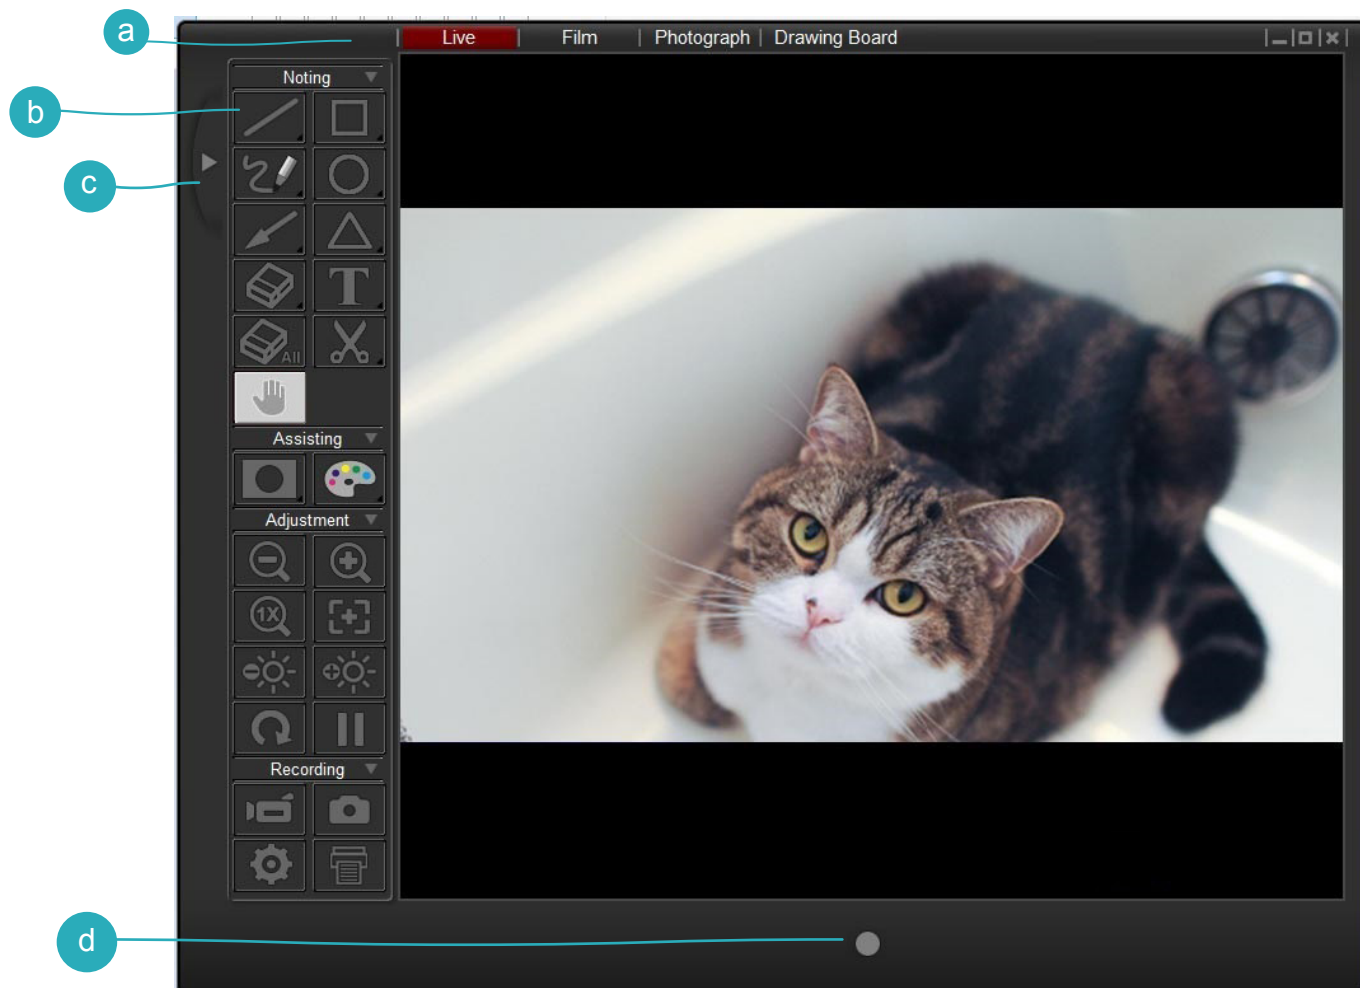 a
Live Film Photograph Drawing Board
Noting
b
c
T
All
Assisting
Adjustment
1X
Recording
d